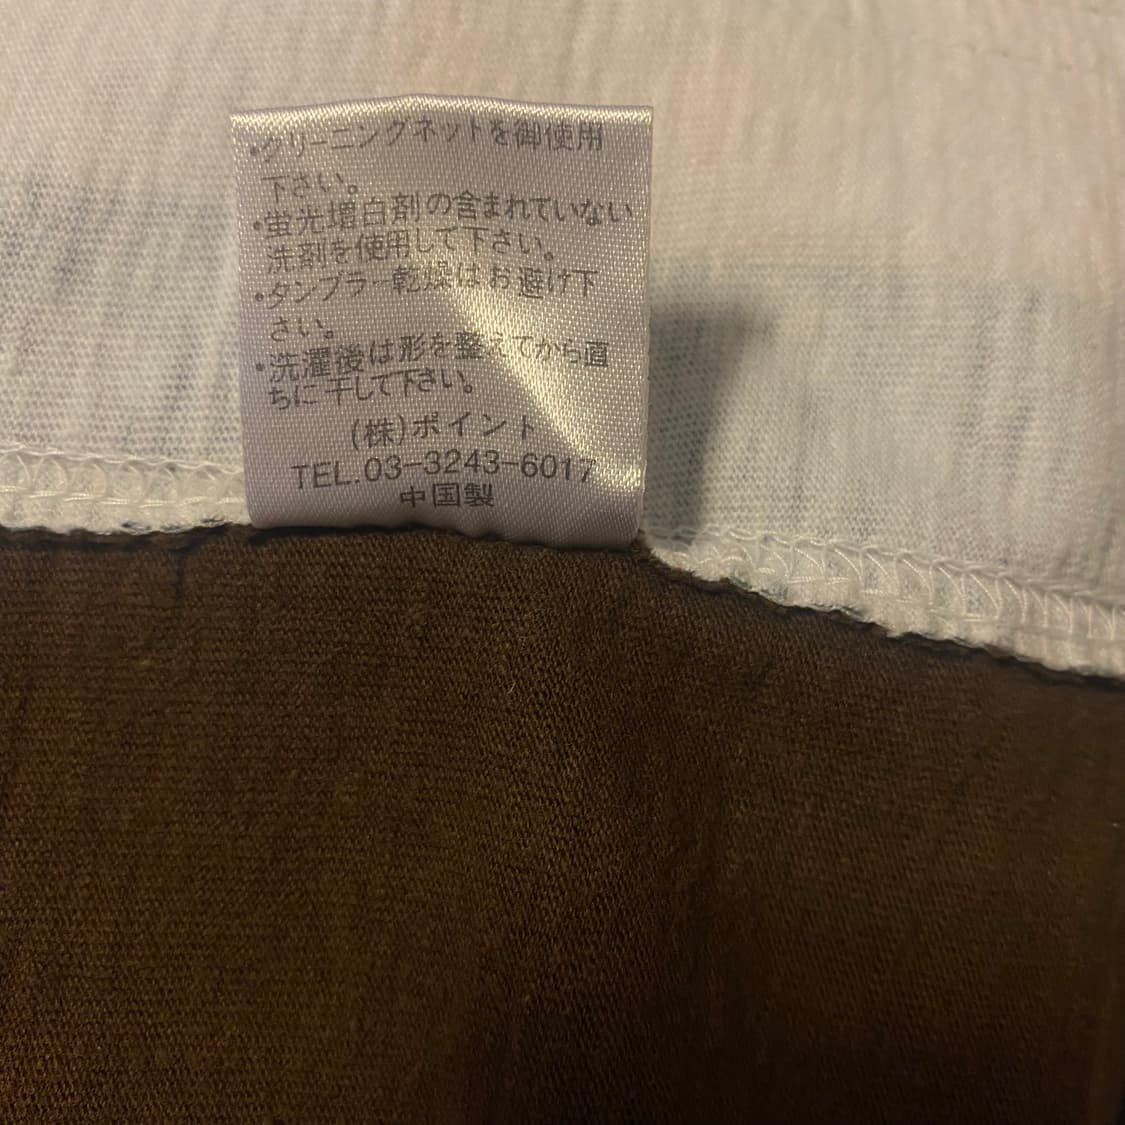 ・クリーニングネットを御使用
下さい。
・蛍光増白剤の含まれていない
洗剤を使用して下さい。
・タンブラー乾燥はお避け下
さい。
・洗濯後は形を整えてから直
ちに干して下さい。
(株)ポイント
TEL.03-3243-6017
中国製